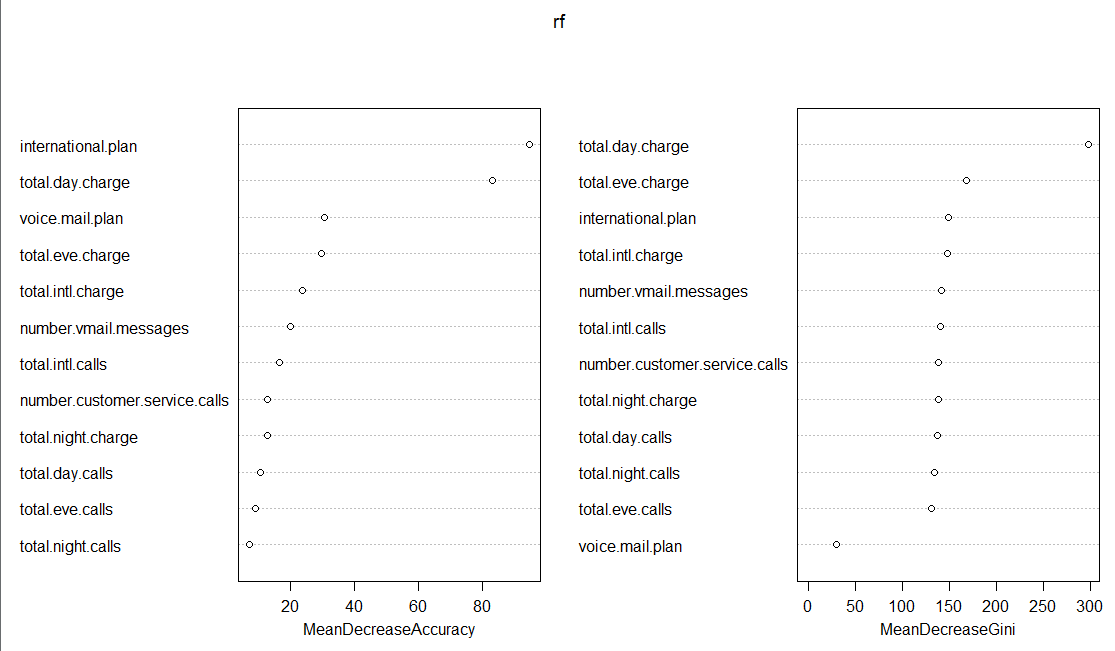 rf
international.plan
total.day.charge
voice.mail.plan
total.eve.charge
total.intl.charge
number.vmail.messages
total.intl.calls
number.customer.service.calls
total.night.charge
total.day.calls
total.eve.calls
total.night.calls
20 40 60 80
MeanDecreaseAccuracy
total.day.charge
total.eve.charge
international.plan
total.intl.charge
number.vmail.messages
total.intl.calls
number.customer.service.calls
total.night.charge
total.day.calls
total.night.calls
total.eve.calls
voice.mail.plan
0 50 100 150 200 250 300
MeanDecreaseGini